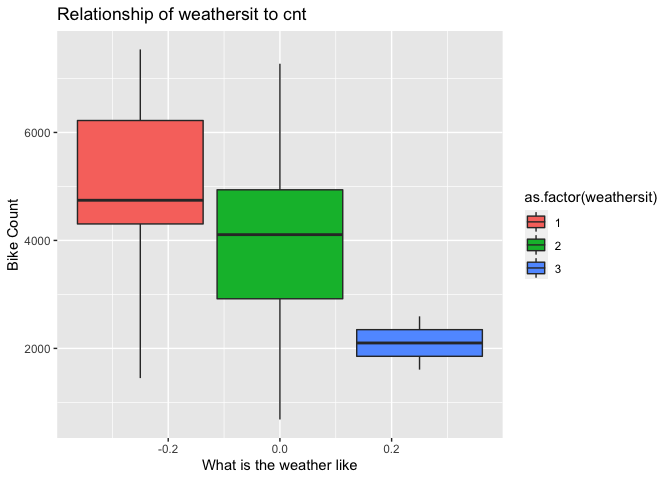 Relationship of weathersit to cnt
Bike Count
6000
4000
2000
-0.2
0.0
0.2
What is the weather like
as.factor(weathersit)
1
2
3